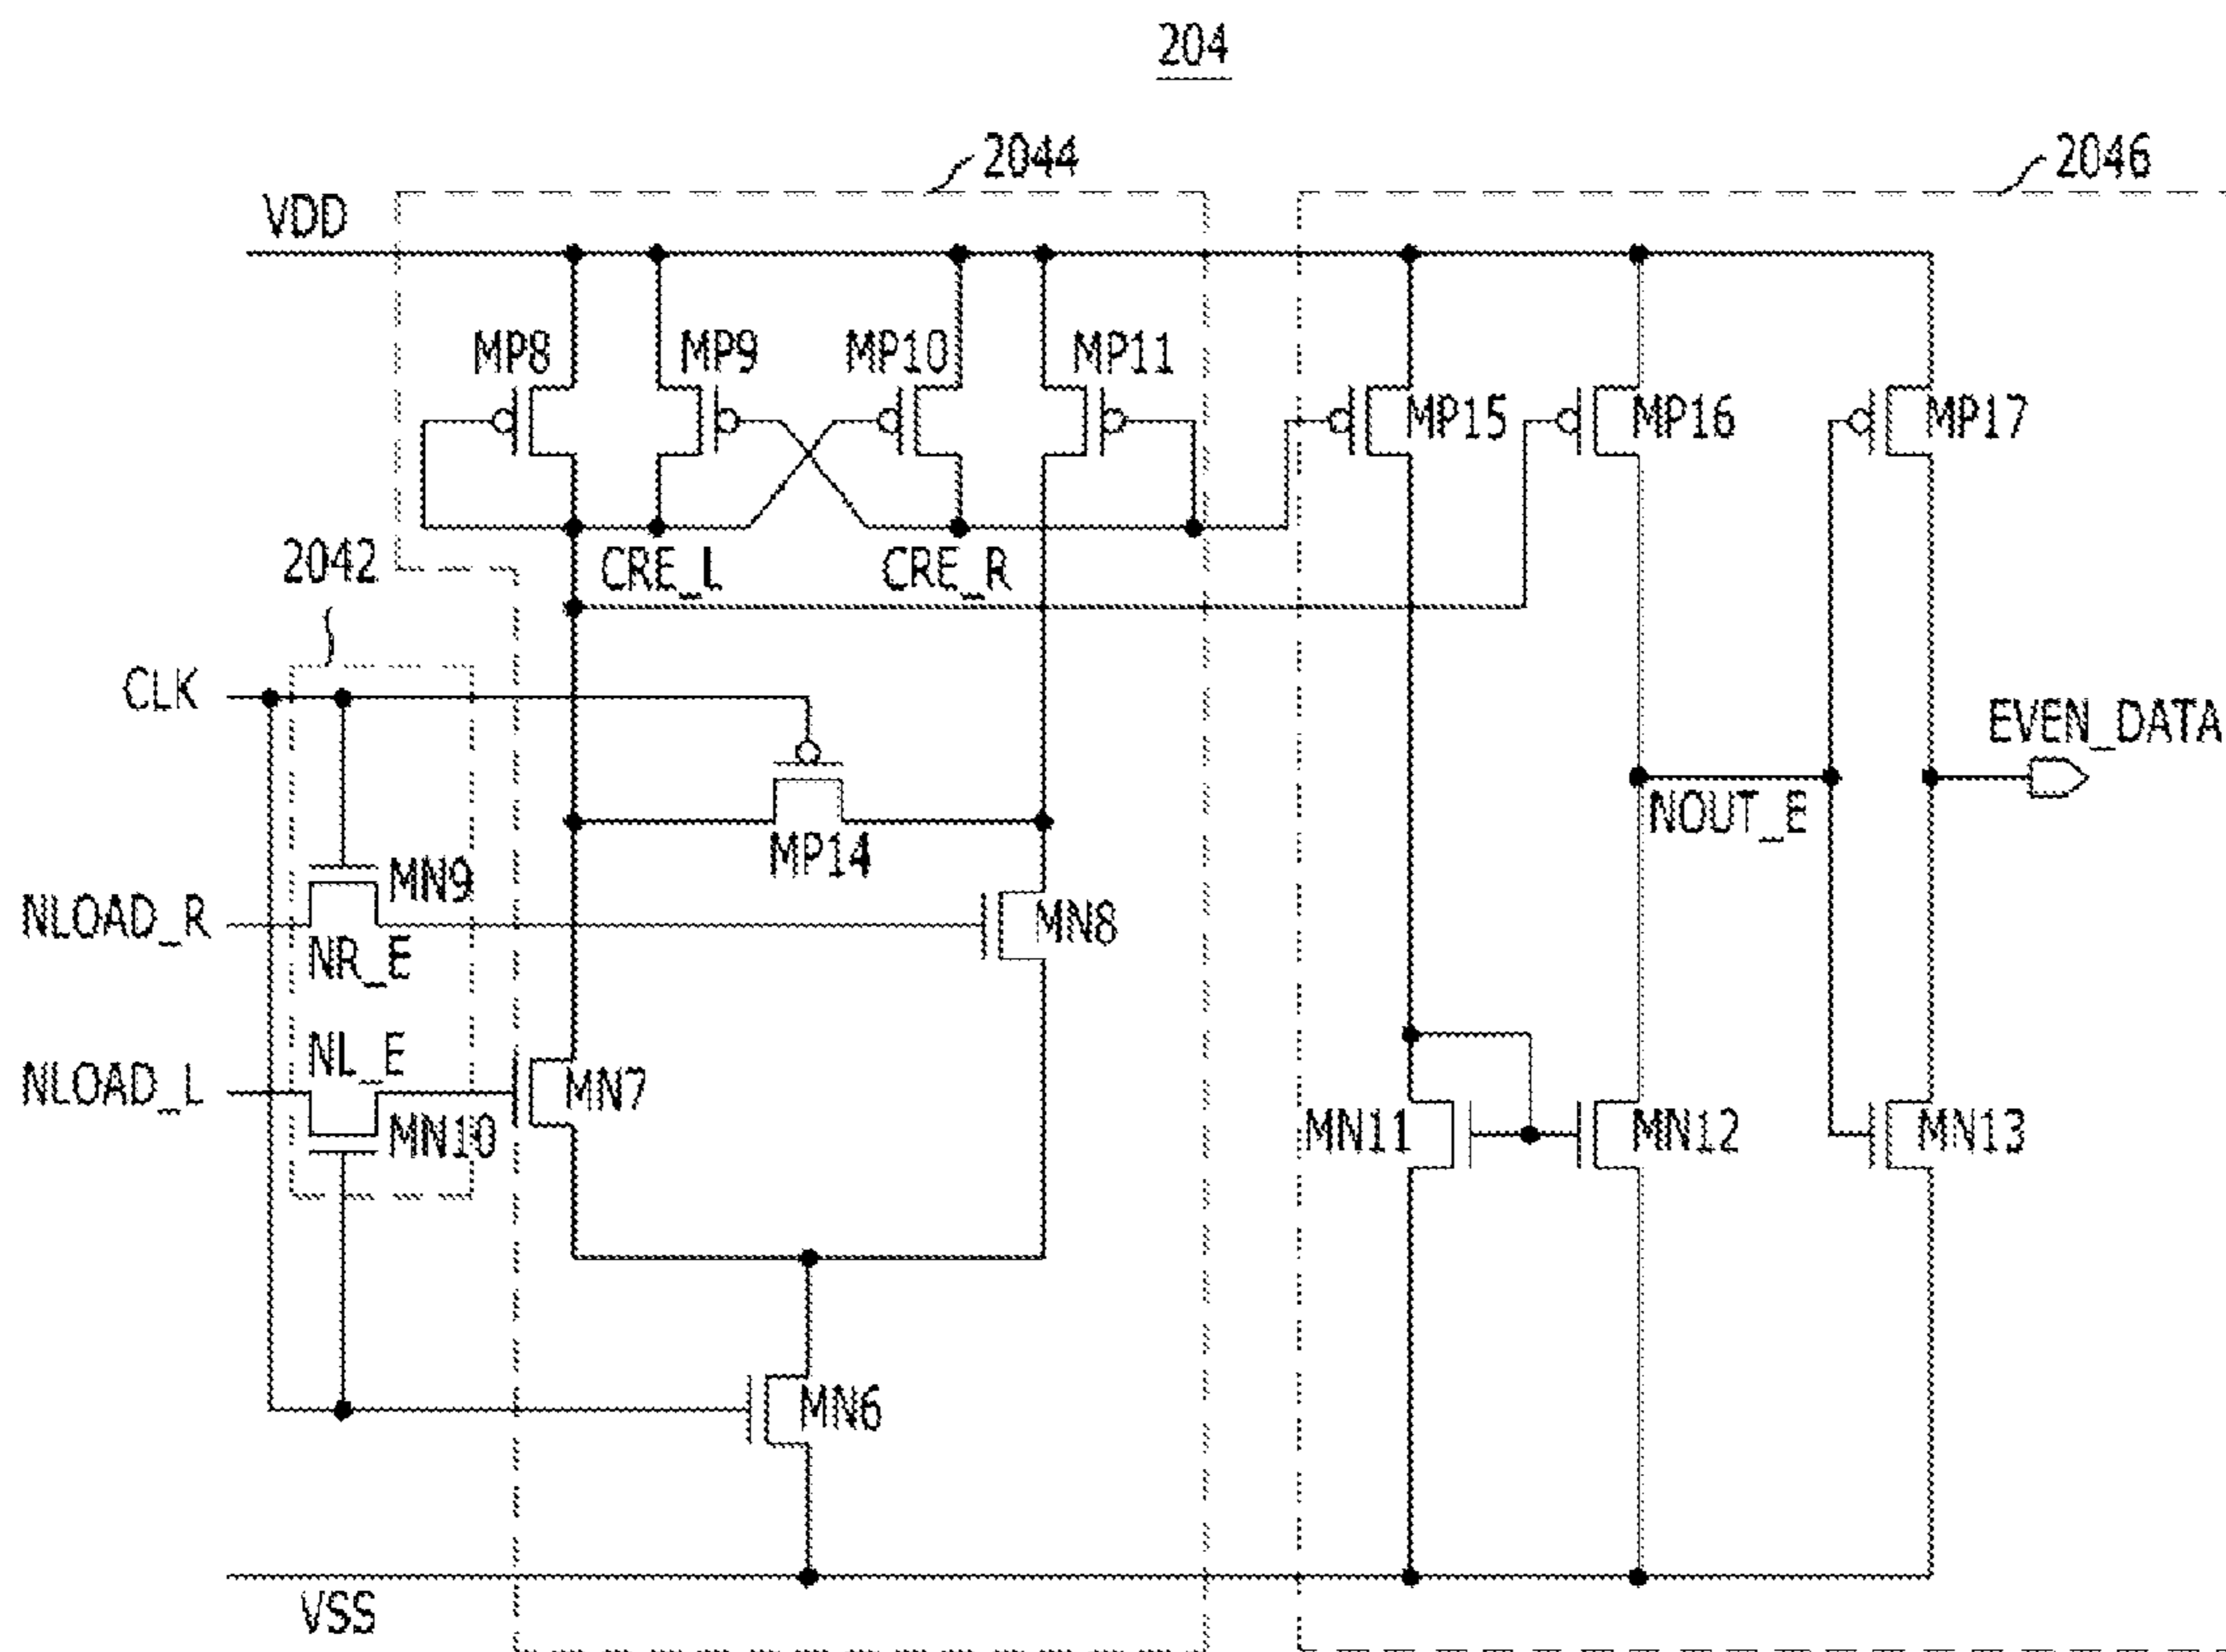 204
2044
2046
VDD
MP8
MP9
MP10
MP11
MP15
MP16
MP17
2042
CRE_L
CRE_R
CLK
EVEN_DATA
NOUT_E
MP14
MN9
NLOAD_R
NR_E
MN8
NL_E
NLOAD_L
MN7
MN10
MN11
MN12
MN13
MN6
VSS